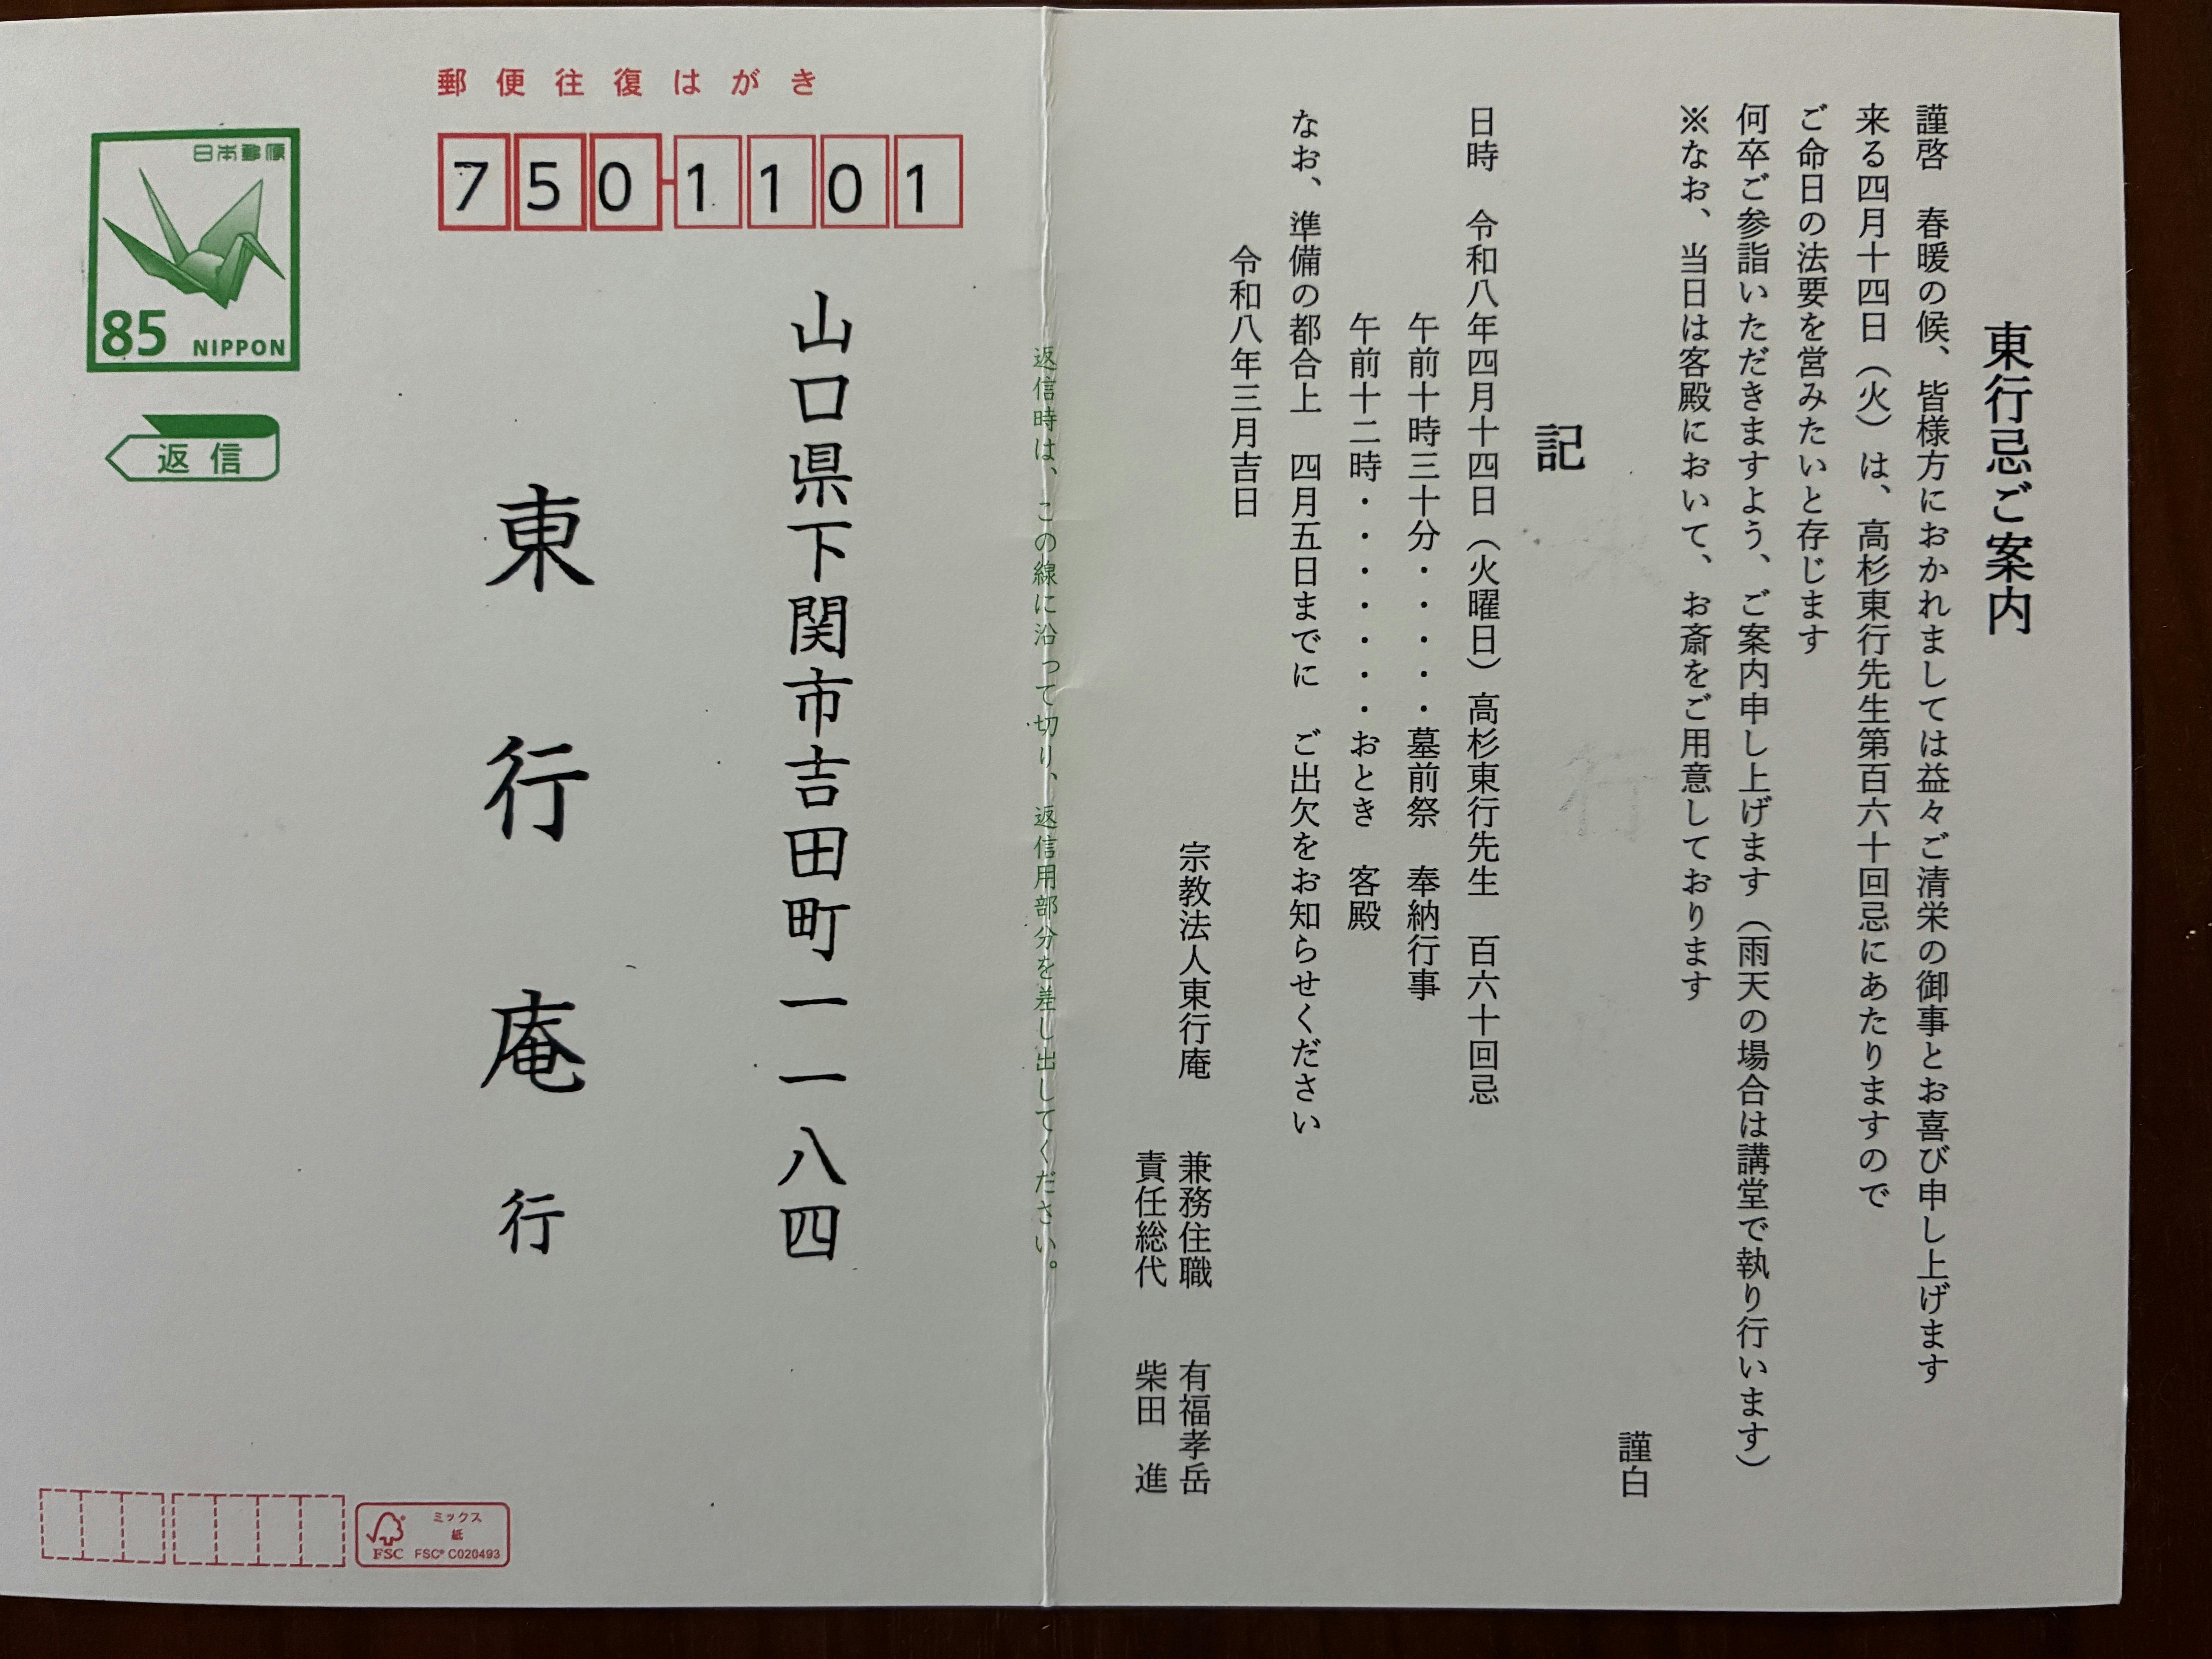 東行忌ご案内
謹啓　春暖の候、皆様方におかれましては益々ご清栄の御事とお喜び申し上げます
来る四月十四日（火）は、高杉東行先生第百六十回忌にあたりますので
ご命日の法要を営みたいと存じます
何卒ご参詣いただきますよう、ご案内申し上げます（雨天の場合は講堂で執り行います）
※なお、当日は客殿において、お斎をご用意しております
謹白
記
日時　令和八年四月十四日（火曜日）高杉東行先生　百六十回忌
午前十時三十分・・・・・墓前祭　奉納行事
午前十二時・・・・・・・おとき　客殿
なお、準備の都合上　四月五日までに　ご出欠をお知らせください
令和八年三月吉日
宗教法人東行庵　兼務住職　有福孝岳
責任総代　柴田　進
返信時は、この線に沿って切り、返信用部分を差し出してください。
郵便往復はがき
750-1101
山口県下関市吉田町一一八四
東行庵　行
日本郵便
85 NIPPON
返信
ミックス
紙
FSC FSC® C020493